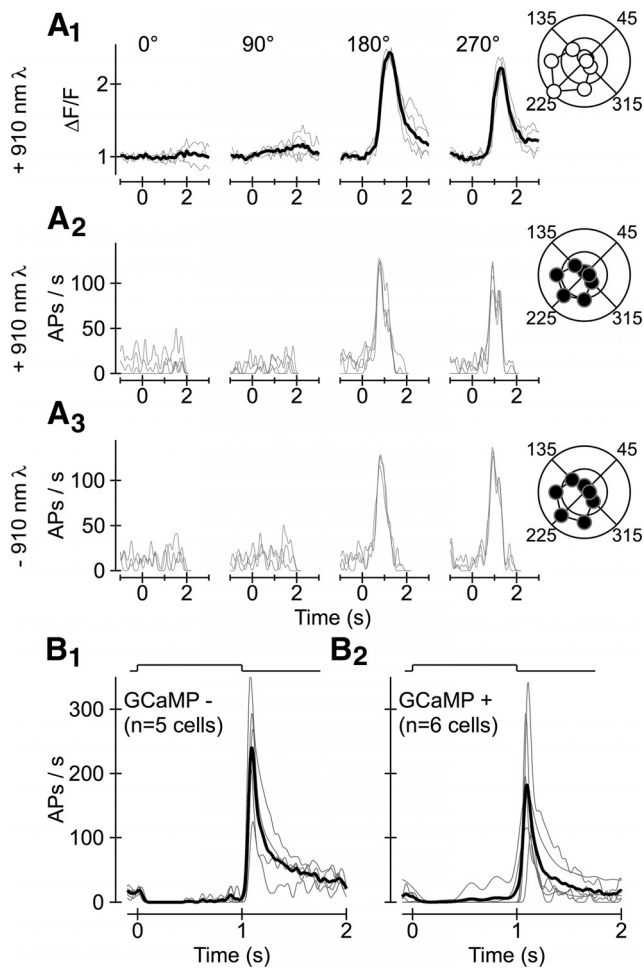 A1
0° 90° 180° 270°
135 45
225 315
+ 910 nm λ
ΔF/F
2
1
0 2 0 2 0 2 0 2
A2
135 45
225 315
+910 nm λ
APs / s
100
50
0
0 2 0 2 0 2 0 2
A3
135 45
225 315
- 910 nm λ
APs / s
100
50
0
0 2 0 2 0 2 0 2
Time (s)
B1
GCaMP -
(n=5 cells)
APs / s
300
200
100
0
0 1 2
Time (s)
B2
GCaMP +
(n=6 cells)
0 1 2
Time (s)